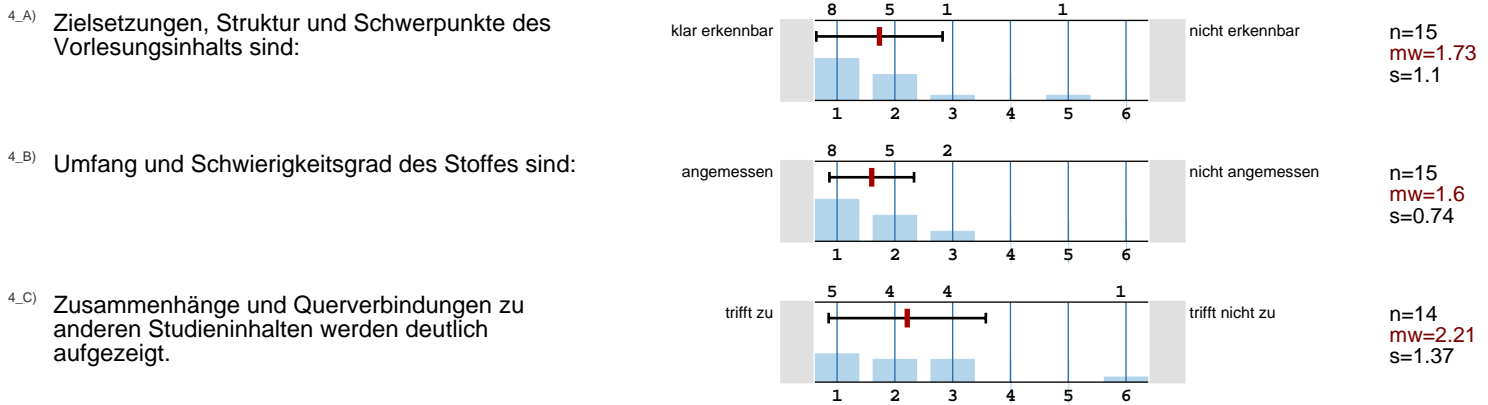 4_A) Zielsetzungen, Struktur und Schwerpunkte des
Vorlesungsinhalts sind:
8 5 1 1
klar erkennbar
nicht erkennbar
1 2 3 4 5 6
n=15
mw=1.73
s=1.1
4_B) Umfang und Schwierigkeitsgrad des Stoffes sind:
8 5 2
angemessen
nicht angemessen
1 2 3 4 5 6
n=15
mw=1.6
s=0.74
4_C) Zusammenhänge und Querverbindungen zu
anderen Studieninhalten werden deutlich
aufgezeigt.
5 4 4 1
trifft zu
trifft nicht zu
1 2 3 4 5 6
n=14
mw=2.21
s=1.37